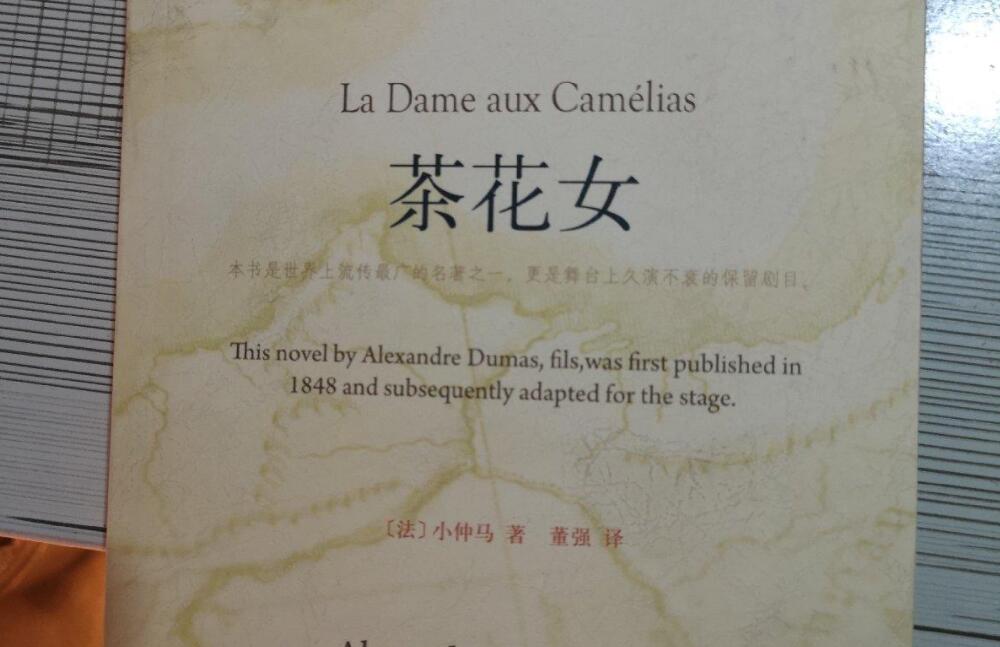 La Dame aux Camélias
茶花女
本书是世界上流传最广的名著之一，更是舞台上久演不衰的保留剧目。
This novel by Alexandre Dumas, fils,was first published in
1848 and subsequently adapted for the stage.
〔法〕小仲马 著 董强 译